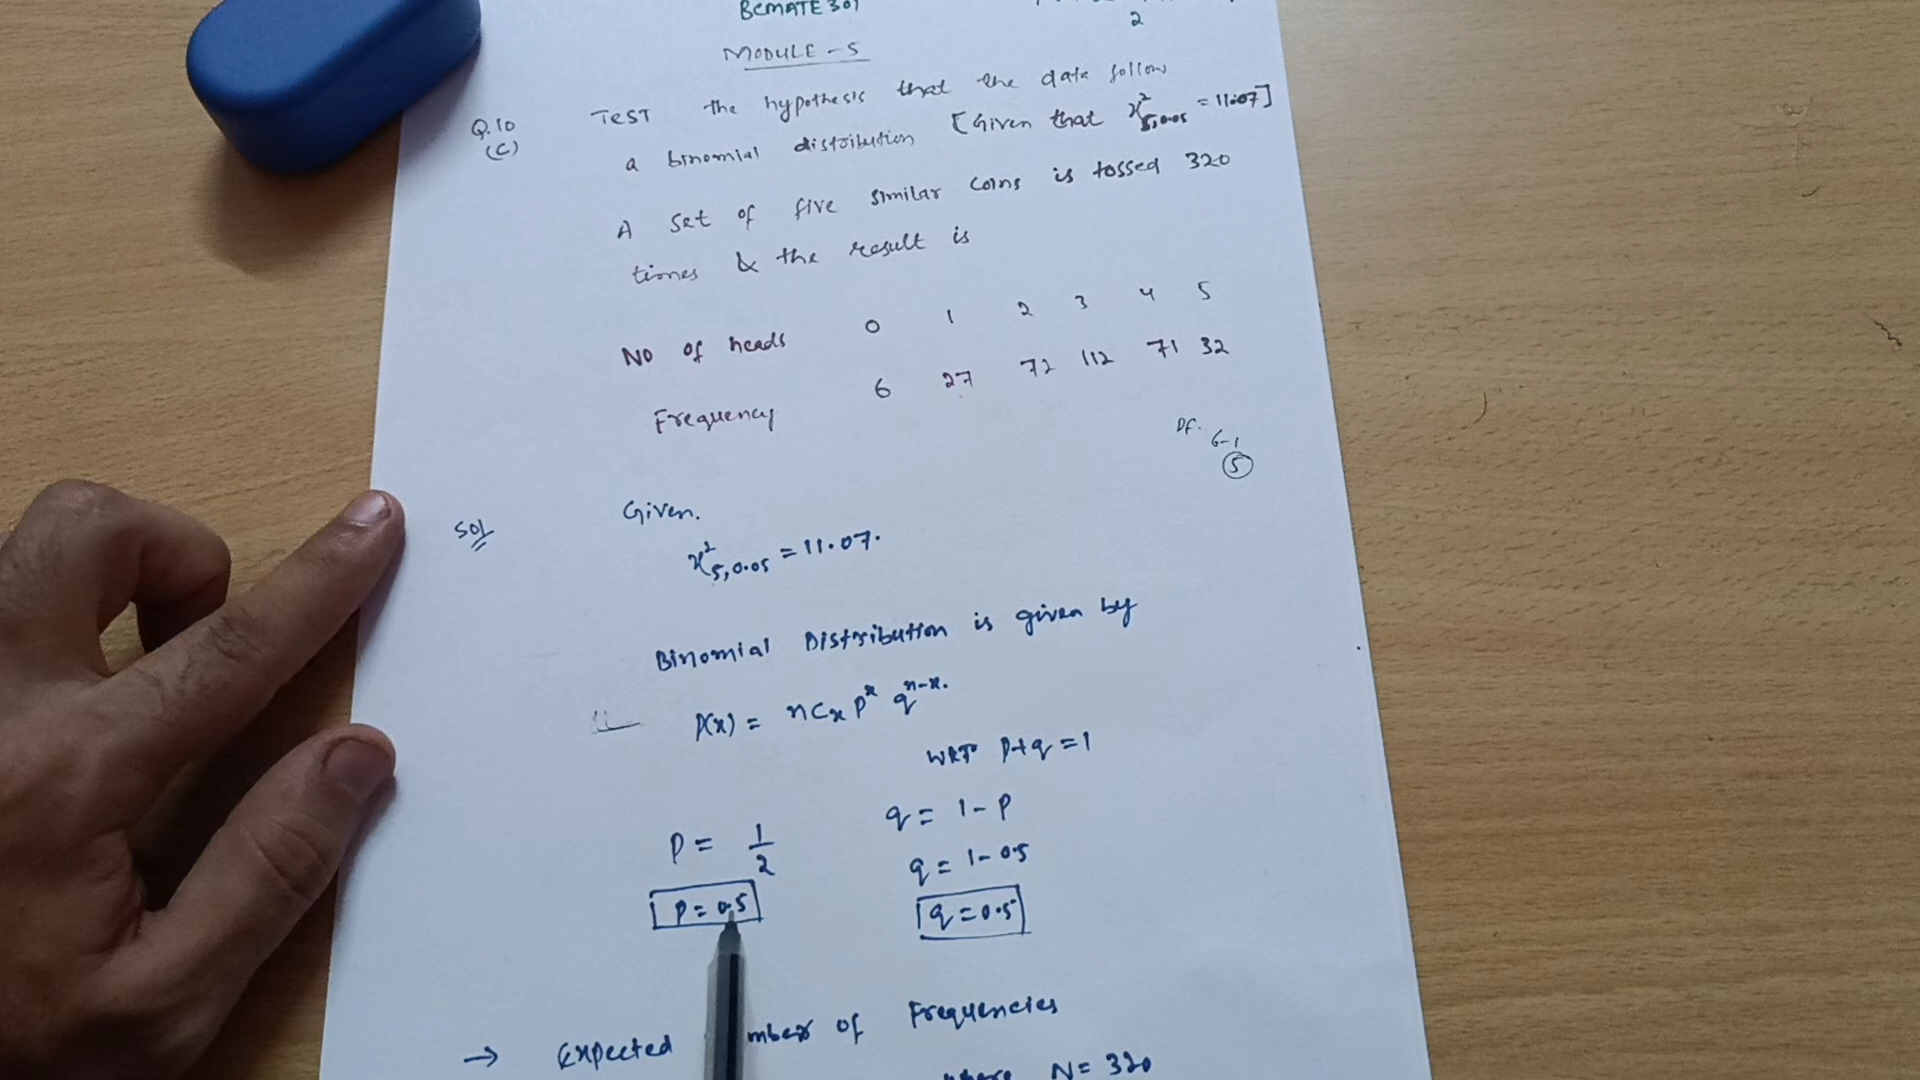 BCMATE301
2
MODULE - 5
Q.10
(C)
TEST the hypothesis that the data follow
a binomial distribution [Given that χ²5,0.05 = 11.07]
A set of five similar coins is tossed 320
times & the result is
NO of heads 0 1 2 3 4 5
Frequency 6 27 72 112 71 32
DF. 6-1
5
Sol
Given.
χ²5,0.05 = 11.07.
Binomial Distribution is given by
P(x) = nCx p^x q^n-x.
WKT p+q = 1
p = 1/2
q = 1-p
q = 1-0.5
p = 0.5
q = 0.5
→ Expected mber of Frequencies
where N = 320